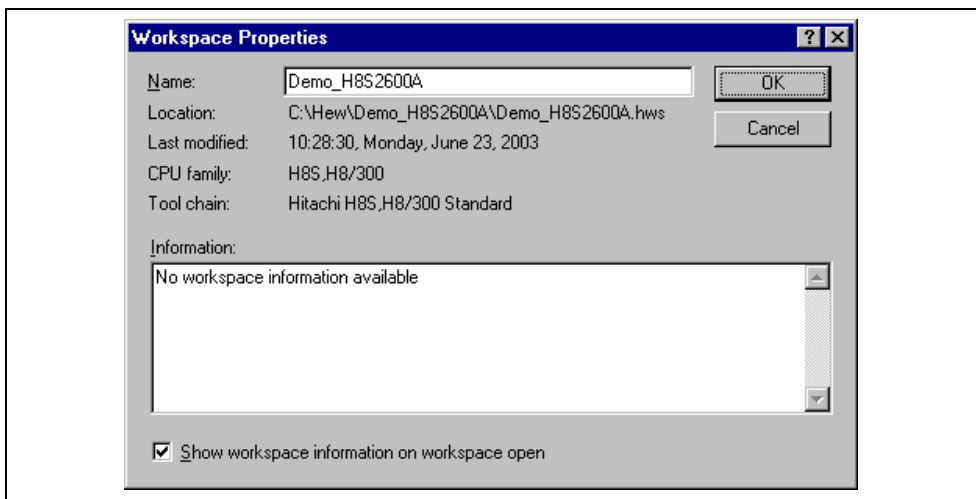 Workspace Properties
Name: Demo_H8S2600A
OK
Location: C:\Hew\Demo_H8S2600A\Demo_H8S2600A.hws
Last modified: 10:28:30, Monday, June 23, 2003
Cancel
CPU family: H8S,H8/300
Tool chain: Hitachi H8S,H8/300 Standard
Information:
No workspace information available
Show workspace information on workspace open